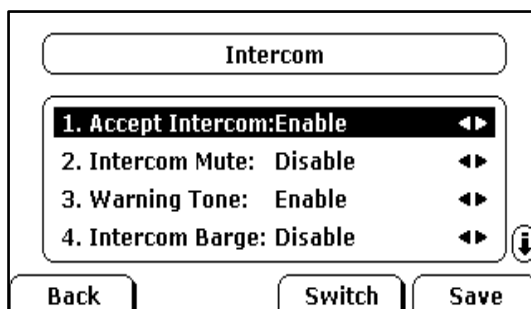 Intercom
1. Accept Intercom:Enable
2. Intercom Mute: Disable
3. Warning Tone: Enable
4. Intercom Barge: Disable
Back Switch Save